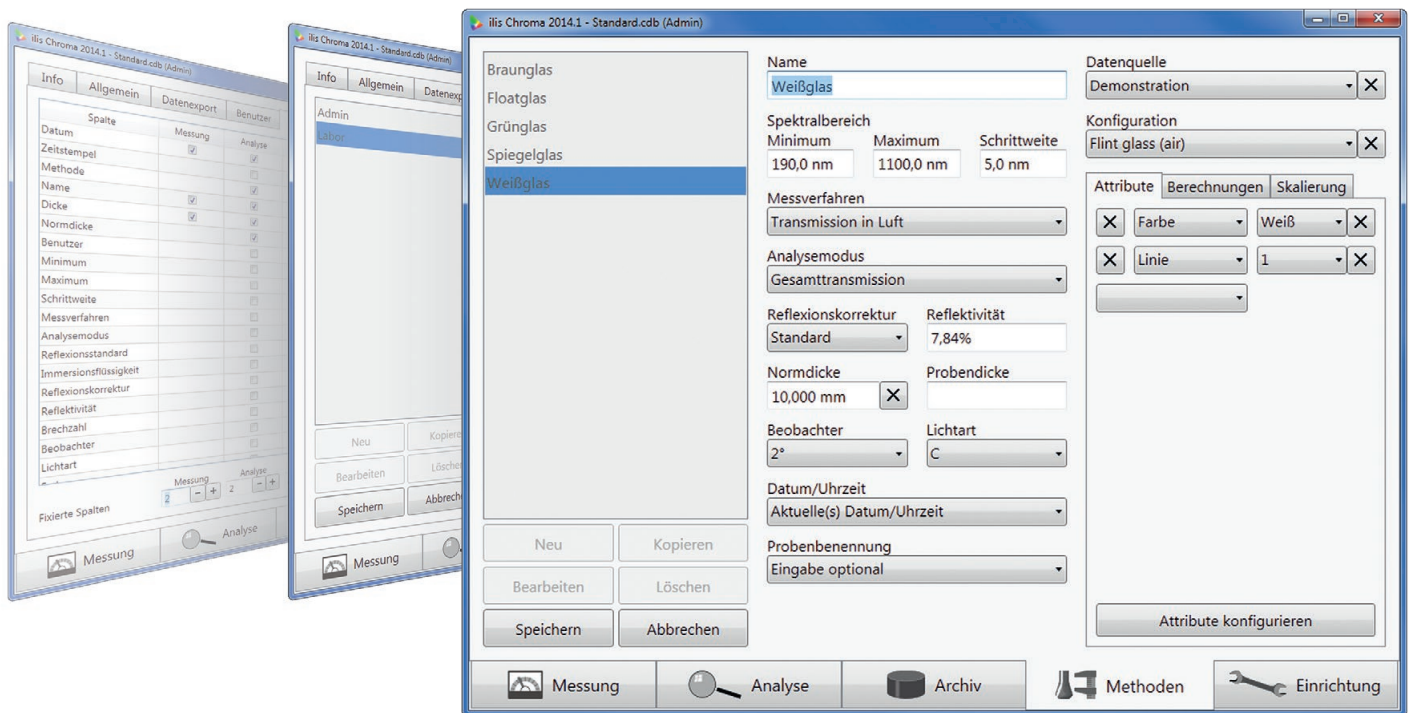 ilis Chroma 2014.1 - Standard.cdb (Admin)
Info Allgemein Datenexport Benutzer
Spalte Messung Analyse
Datum
Zeitstempel
Methode
Name
Dicke
Normdicke
Benutzer
Minimum
Maximum
Schrittweite
Messverfahren
Analysemodus
Reflexionsstandard
Immersionsflüssigkeit
Reflexionskorrektur
Reflektivität
Brechzahl
Beobachter
Lichtart
Messung Analyse
Fixierte Spalten 2 - + 2 - +
Messung Analyse
ilis Chroma 2014.1 - Standard.cdb (Admin)
Info Allgemein Datenexp
Admin
Labor
Neu Kopiere
Bearbeiten Lösche
Speichern Abbrech
Messung
ilis Chroma 2014.1 - Standard.cdb (Admin)
Braunglas
Floatglas
Grünglas
Spiegelglas
Weißglas
Neu Kopieren
Bearbeiten Löschen
Speichern Abbrechen
Name
Weißglas
Spektralbereich
Minimum Maximum Schrittweite
190,0 nm 1100,0 nm 5,0 nm
Messverfahren
Transmission in Luft
Analysemodus
Gesamttransmission
Reflexionskorrektur Reflektivität
Standard 7,84%
Normdicke Probendicke
10,000 mm
Beobachter Lichtart
2° C
Datum/Uhrzeit
Aktuelle(s) Datum/Uhrzeit
Probenbenennung
Eingabe optional
Datenquelle
Demonstration
Konfiguration
Flint glass (air)
Attribute Berechnungen Skalierung
Farbe Weiß
Linie 1
Attribute konfigurieren
Messung Analyse Archiv Methoden Einrichtung